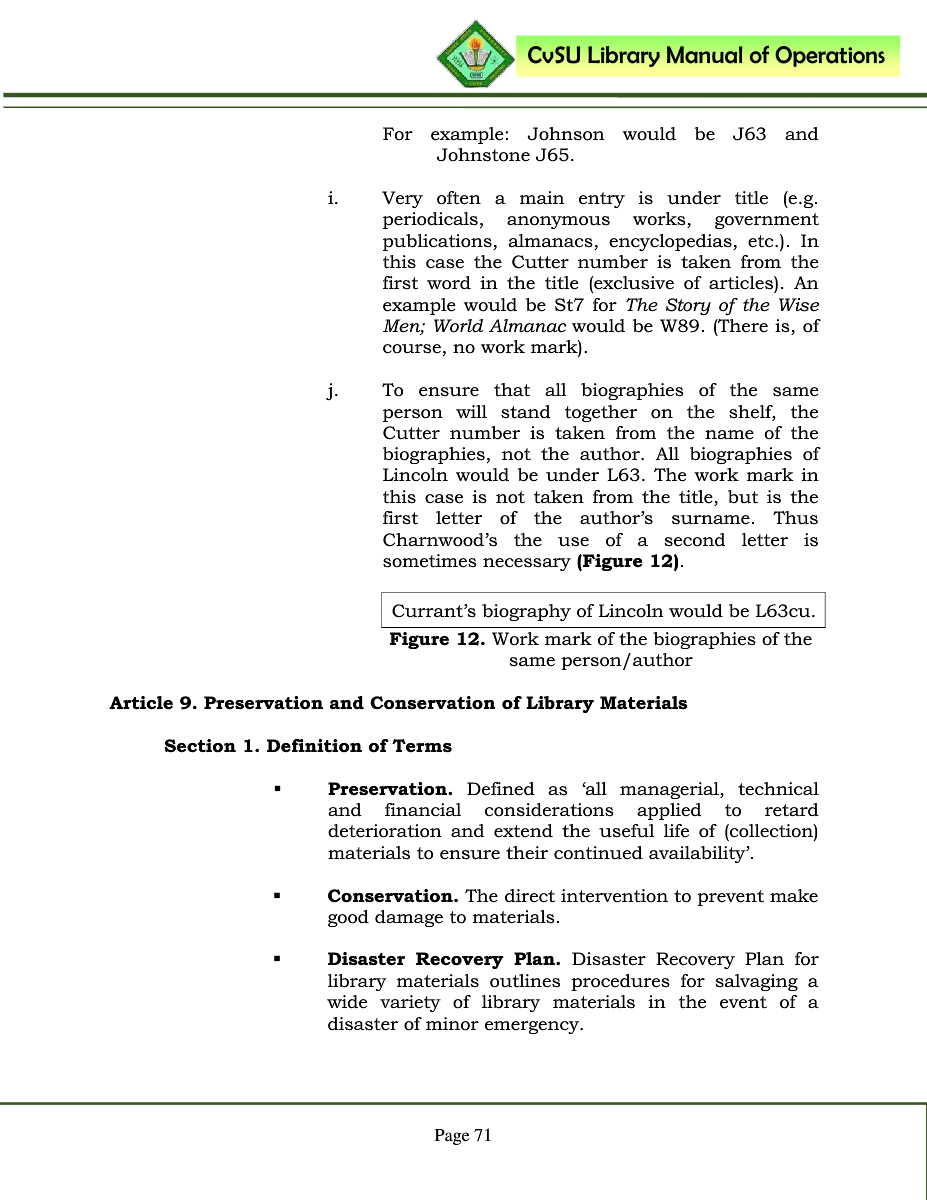 CvSU Library Manual of Operations
For example: Johnson would be J63 and
Johnstone J65.
i. Very often a main entry is under title (e.g.
periodicals, anonymous works, government
publications, almanacs, encyclopedias, etc.). In
this case the Cutter number is taken from the
first word in the title (exclusive of articles). An
example would be St7 for The Story of the Wise
Men; World Almanac would be W89. (There is, of
course, no work mark).
j. To ensure that all biographies of the same
person will stand together on the shelf, the
Cutter number is taken from the name of the
biographies, not the author. All biographies of
Lincoln would be under L63. The work mark in
this case is not taken from the title, but is the
first letter of the author’s surname. Thus
Charnwood’s the use of a second letter is
sometimes necessary (Figure 12).
Currant’s biography of Lincoln would be L63cu.
Figure 12. Work mark of the biographies of the
same person/author
Article 9. Preservation and Conservation of Library Materials
Section 1. Definition of Terms
▪ Preservation. Defined as ‘all managerial, technical
and financial considerations applied to retard
deterioration and extend the useful life of (collection)
materials to ensure their continued availability’.
▪ Conservation. The direct intervention to prevent make
good damage to materials.
▪ Disaster Recovery Plan. Disaster Recovery Plan for
library materials outlines procedures for salvaging a
wide variety of library materials in the event of a
disaster of minor emergency.
Page 71